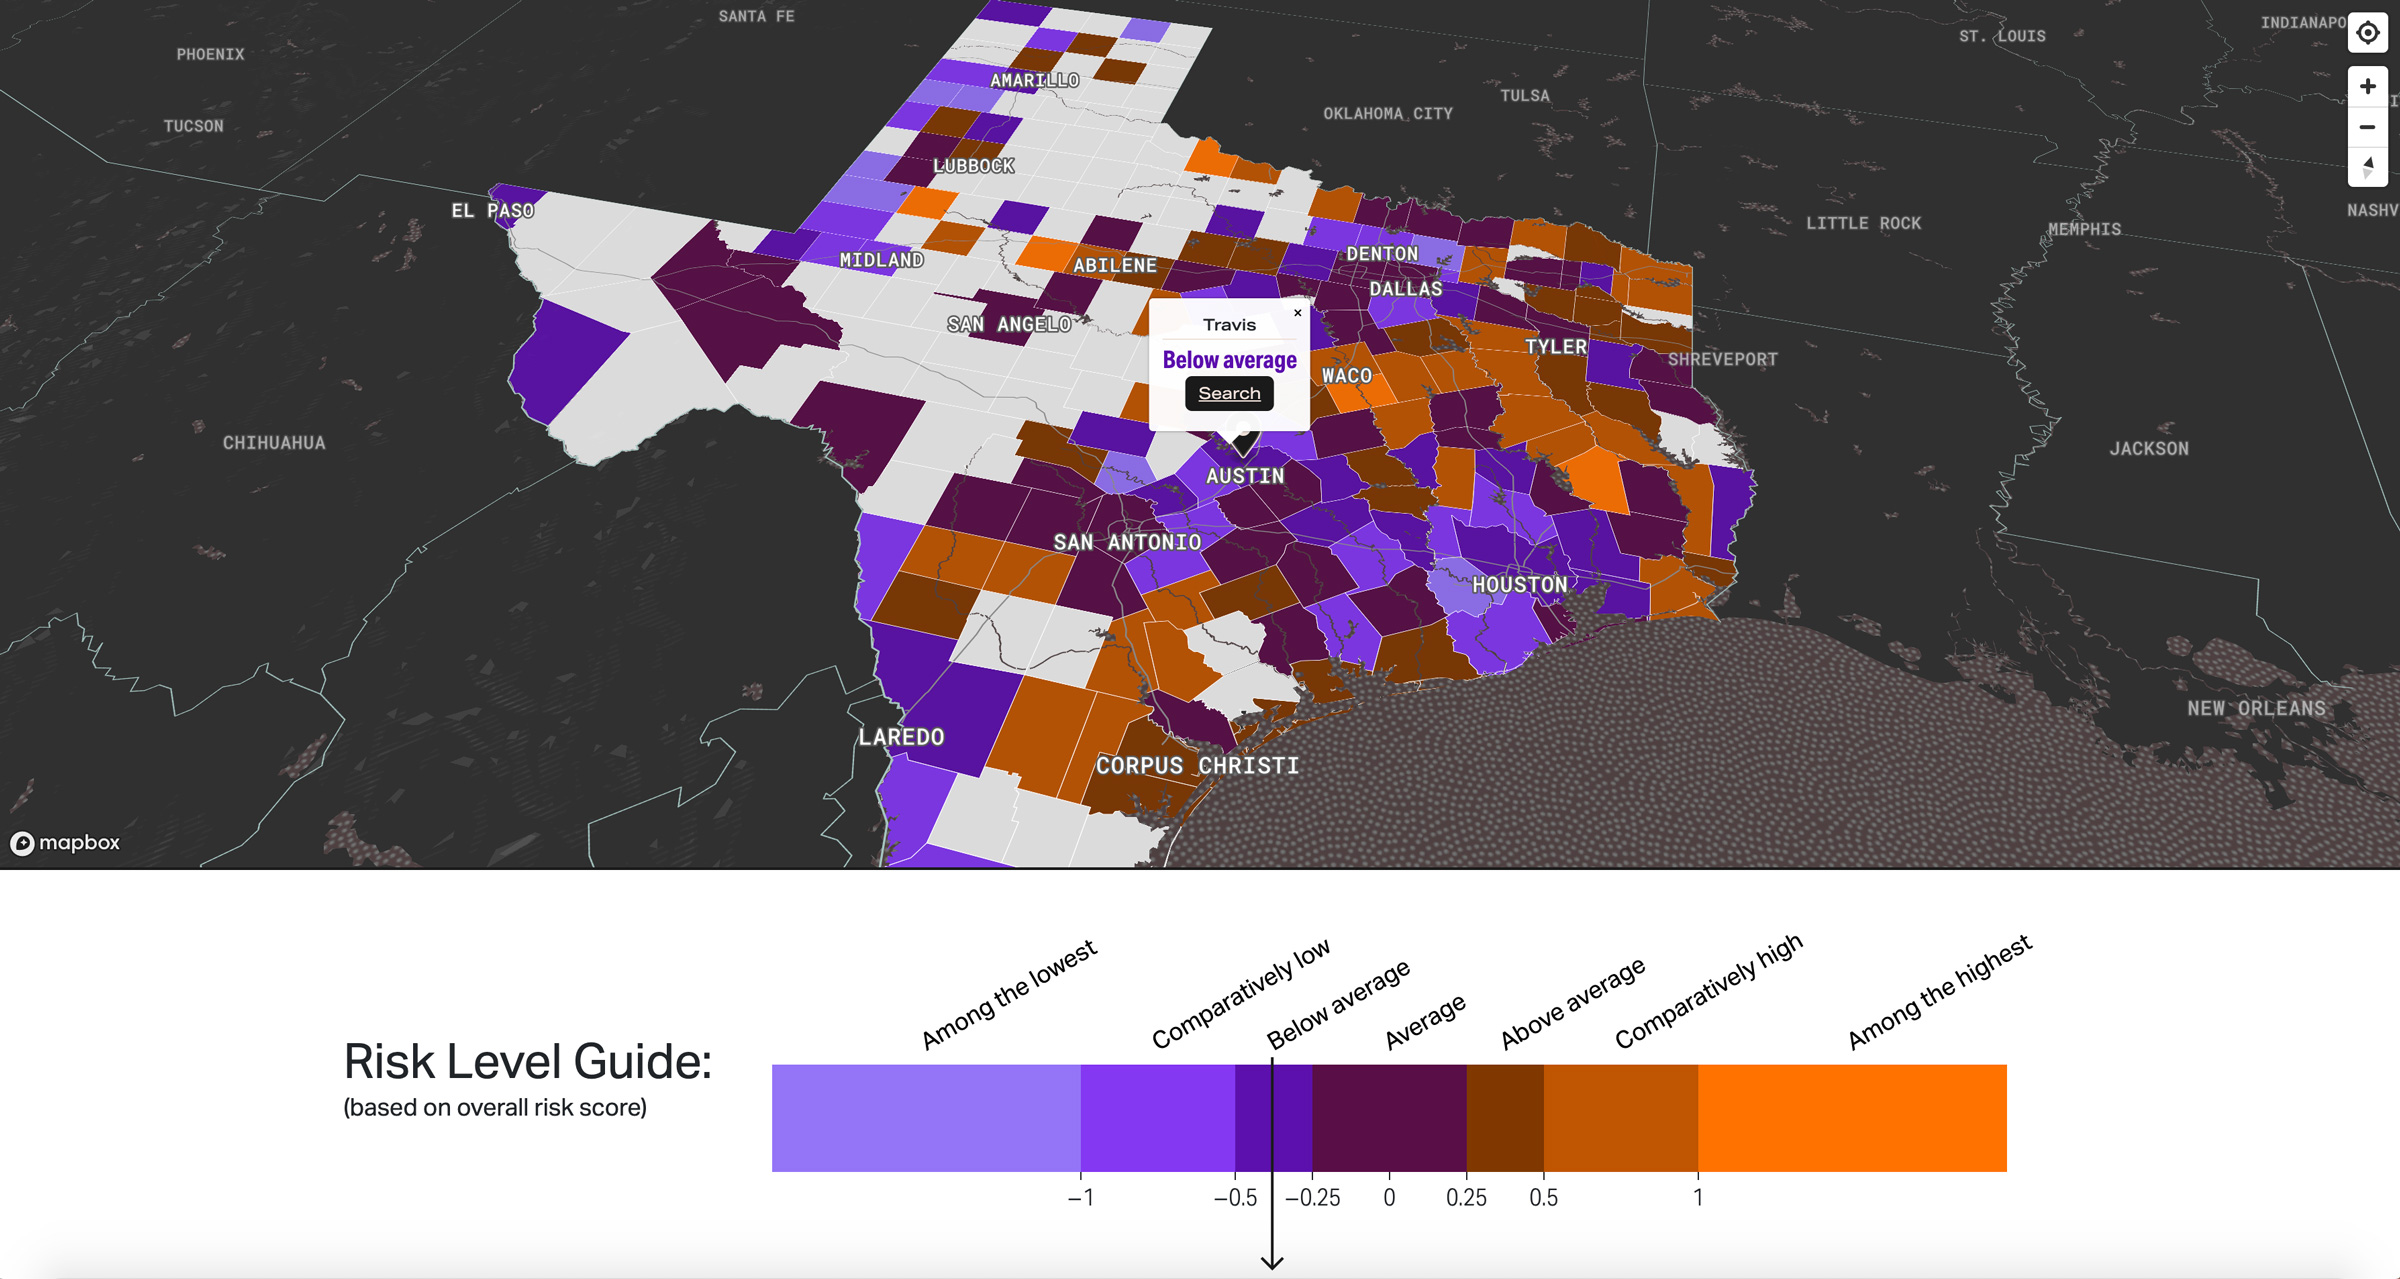 SANTA FE
INDIANAPO
ST. LOUIS
PHOENIX
AMARILLO
TULSA
OKLAHOMA CITY
TUCSON
LUBBOCK
EL PASO
NASHV
LITTLE ROCK
MEMPHIS
MIDLAND
ABILENE
DENTON
DALLAS
SAN ANGELO
×
Travis
Below average
Search
TYLER
SHREVEPORT
WACO
CHIHUAHUA
JACKSON
AUSTIN
SAN ANTONIO
HOUSTON
NEW ORLEANS
LAREDO
CORPUS CHRISTI
mapbox
Risk Level Guide:
(based on overall risk score)
Among the lowest
Comparatively low
Below average
Average
Above average
Comparatively high
Among the highest
−1
−0.5
−0.25
0
0.25
0.5
1